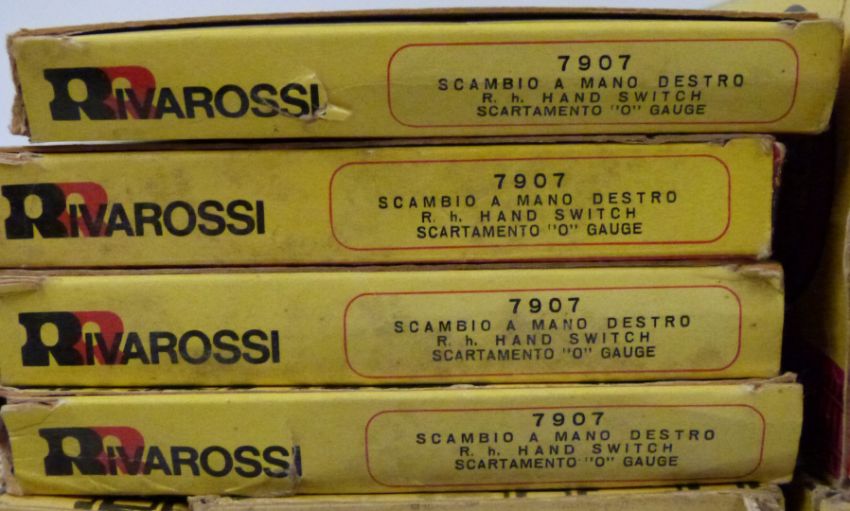 RIVAROSSI
7907
SCAMBIO A MANO DESTRO
R. h. HAND SWITCH
SCARTAMENTO "O" GAUGE
RIVAROSSI
7907
SCAMBIO A MANO DESTRO
R. h. HAND SWITCH
SCARTAMENTO "O" GAUGE
RIVAROSSI
7907
SCAMBIO A MANO DESTRO
R. h. HAND SWITCH
SCARTAMENTO "O" GAUGE
RIVAROSSI
7907
SCAMBIO A MANO DESTRO
R. h. HAND SWITCH
SCARTAMENTO "O" GAUGE